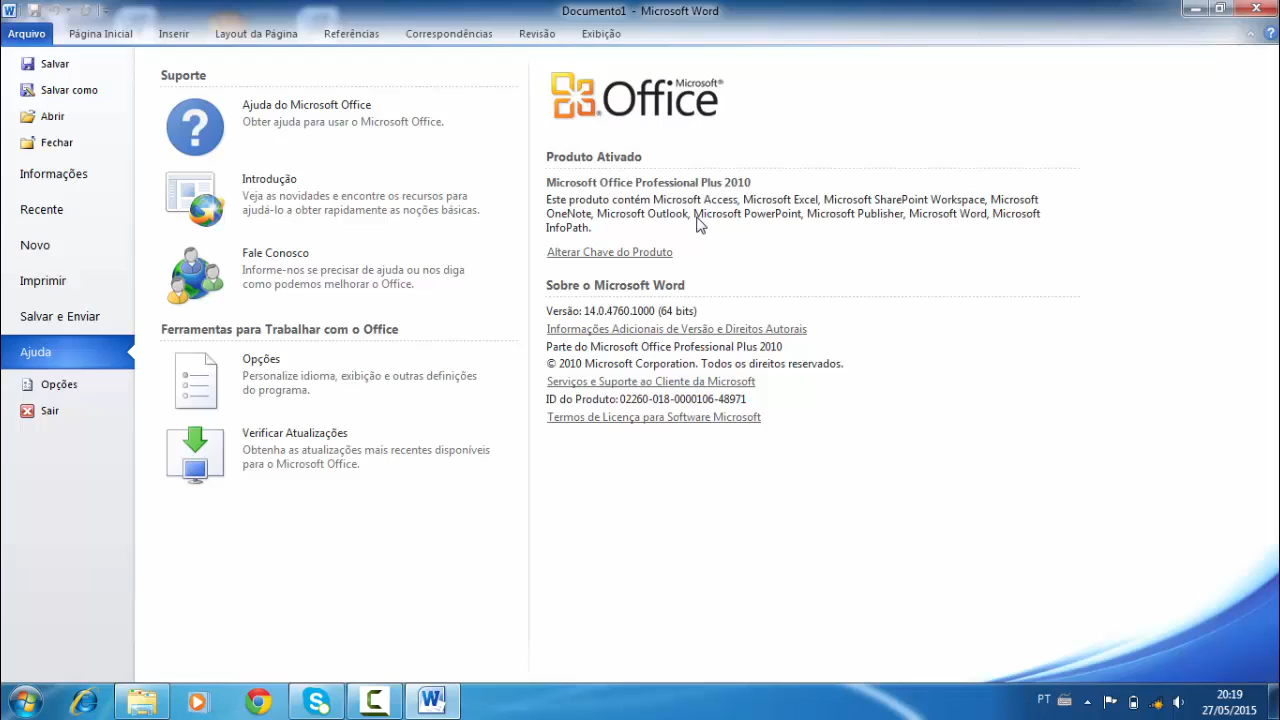 Documento1 - Microsoft Word
Arquivo
Página Inicial
Inserir
Layout da Página
Referências
Correspondências
Revisão
Exibição
Salvar
Salvar como
Abrir
Fechar
Informações
Recente
Novo
Imprimir
Salvar e Enviar
Ajuda
Opções
Sair
Suporte
Ajuda do Microsoft Office
Obter ajuda para usar o Microsoft Office.
Introdução
Veja as novidades e encontre os recursos para
ajudá-lo a obter rapidamente as noções básicas.
Fale Conosco
Informe-nos se precisar de ajuda ou nos diga
como podemos melhorar o Office.
Ferramentas para Trabalhar com o Office
Opções
Personalize idioma, exibição e outras definições
do programa.
Verificar Atualizações
Obtenha as atualizações mais recentes disponíveis
para o Microsoft Office.
Microsoft®
Office
Produto Ativado
Microsoft Office Professional Plus 2010
Este produto contém Microsoft Access, Microsoft Excel, Microsoft SharePoint Workspace, Microsoft
OneNote, Microsoft Outlook, Microsoft PowerPoint, Microsoft Publisher, Microsoft Word, Microsoft
InfoPath.
Alterar Chave do Produto
Sobre o Microsoft Word
Versão: 14.0.4760.1000 (64 bits)
Informações Adicionais de Versão e Direitos Autorais
Parte do Microsoft Office Professional Plus 2010
© 2010 Microsoft Corporation. Todos os direitos reservados.
Serviços e Suporte ao Cliente da Microsoft
ID do Produto: 02260-018-0000106-48971
Termos de Licença para Software Microsoft
PT
20:19
27/05/2015